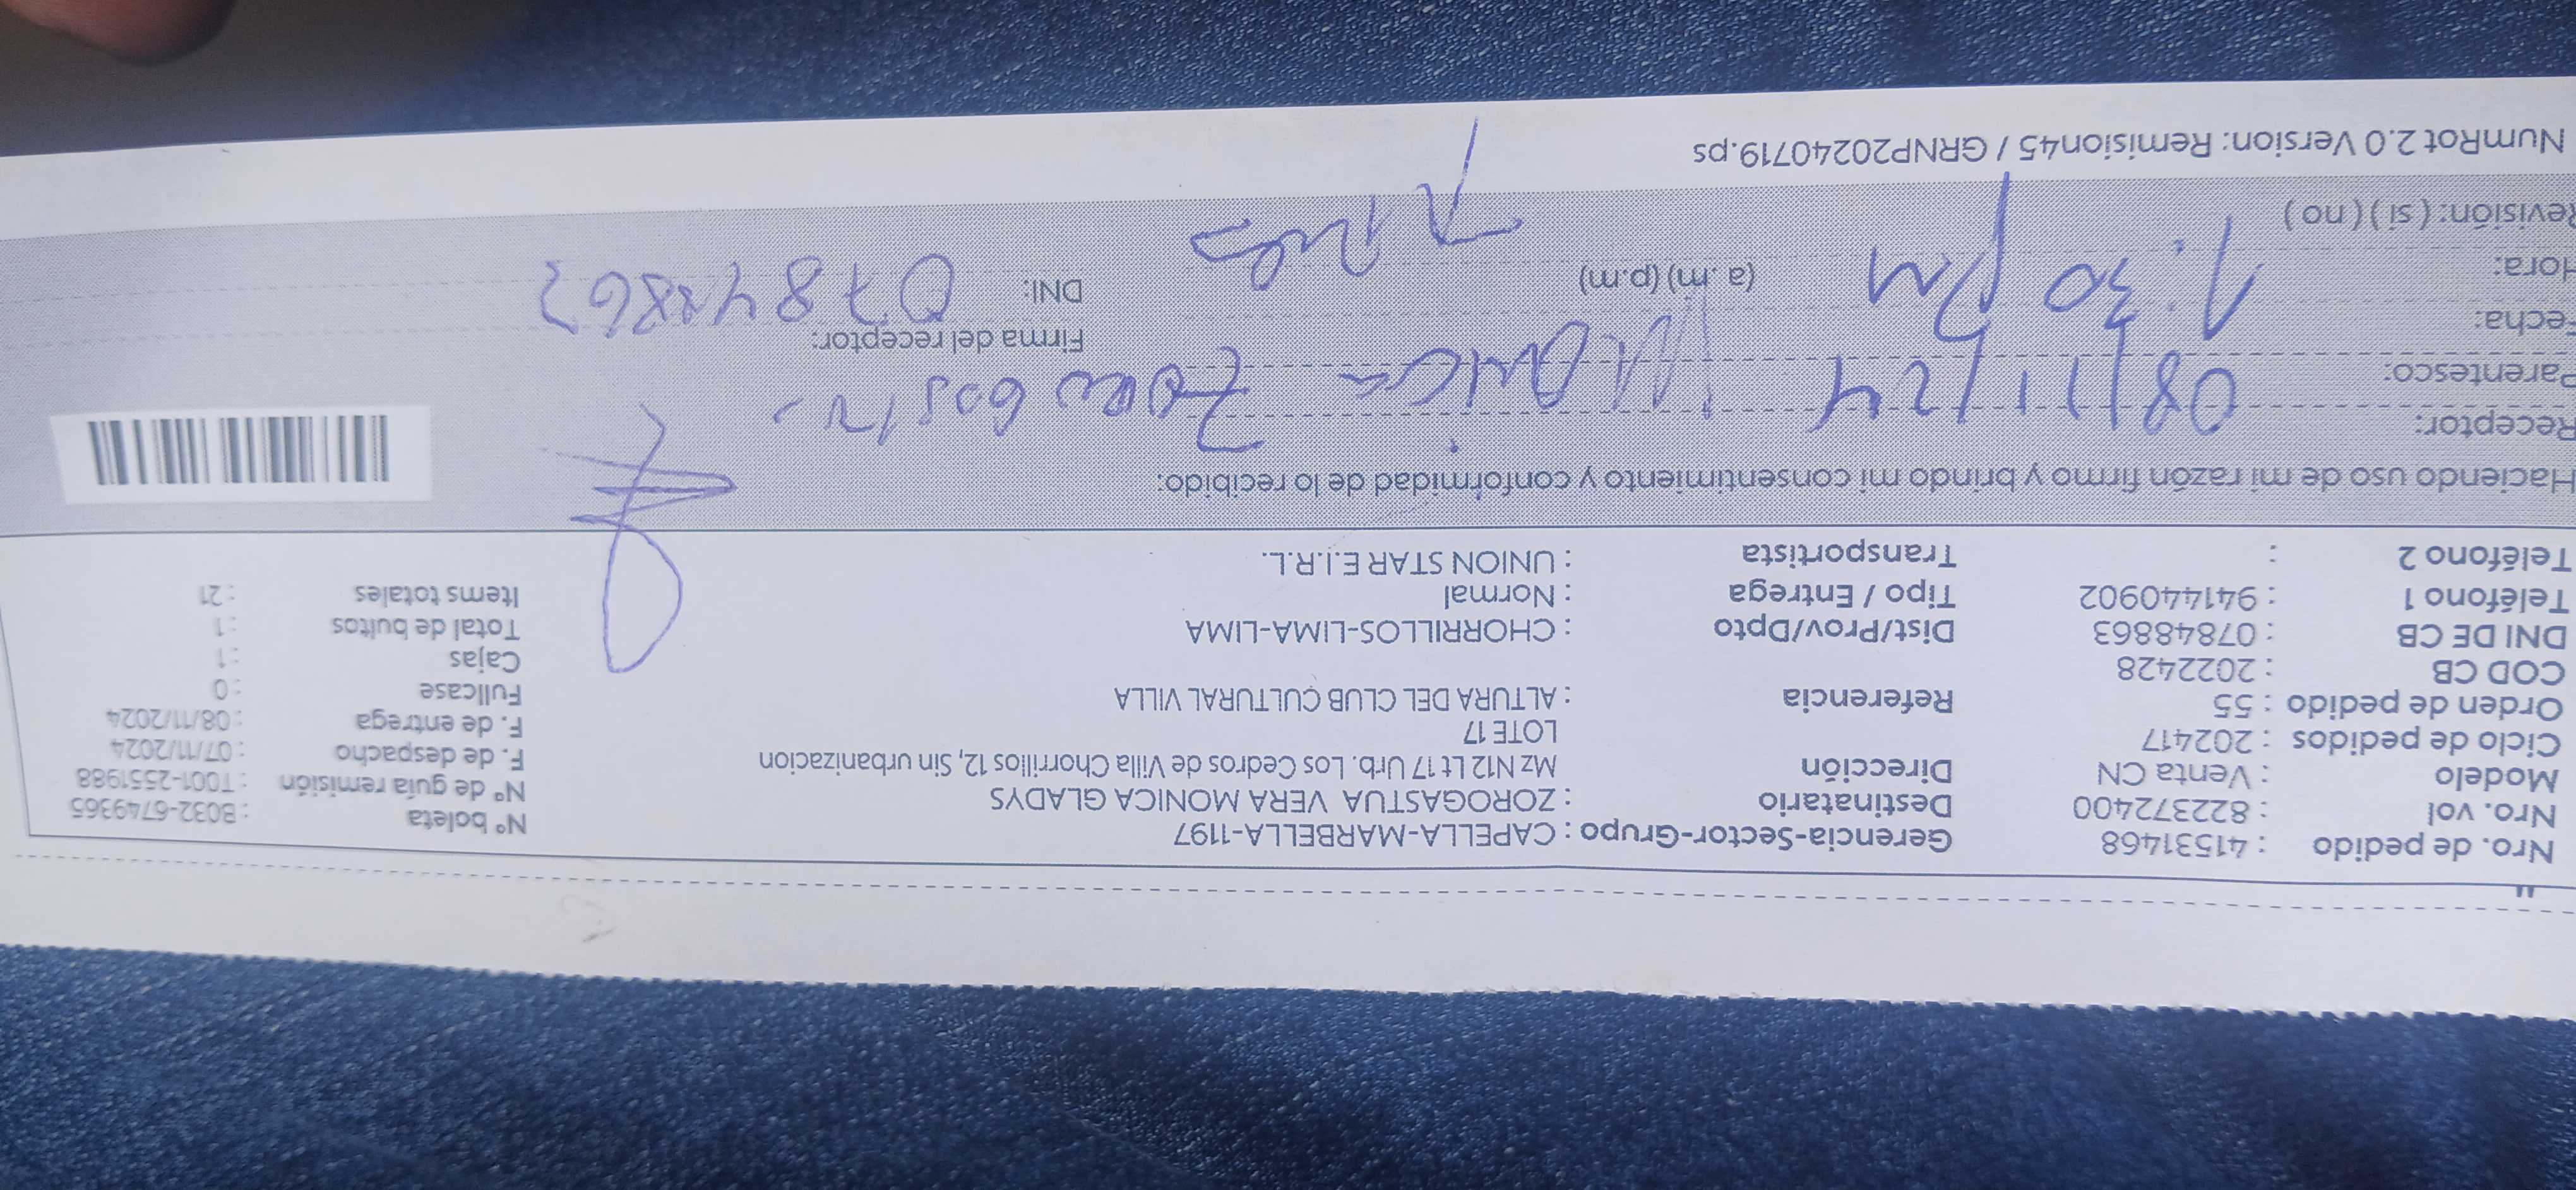 Nro. de pedido : 41531468 Gerencia-Sector-Grupo : CAPELLA-MARBELLA-1197 N° boleta : B032-6749365
Nro. vol : 822372400 Destinatario : ZOROGASTUA VERA MONICA GLADYS N° de guía remisión : T001-2551988
Modelo : Venta CN Dirección Mz N12 Lt 17 Urb. Los Cedros de Villa Chorrillos 12, Sin urbanizacion F. de despacho : 07/11/2024
Ciclo de pedidos : 202417 LOTE 17 F. de entrega : 08/11/2024
Orden de pedido : 55 Referencia : ALTURA DEL CLUB CULTURAL VILLA Fullcase : 0
COD CB : 2022428 Cajas : 1
DNI DE CB : 07848863 Dist/Prov/Dpto : CHORRILLOS-LIMA-LIMA Total de bultos : 1
Teléfono 1 : 941440902 Tipo / Entrega : Normal Items totales : 21
Teléfono 2 : Transportista : UNION STAR E.I.R.L.
Haciendo uso de mi razón firmo y brindo mi consentimiento y conformidad de lo recibido:
Receptor:
Parentesco: 08/11/24 Monica
Fecha: Firma del receptor:
Hora: 1:30 pm (a.m) (p.m) DNI: 07848863
Revisión: ( si ) ( no )
NumRot 2.0 Version: Remision45 / GRNP20240719.ps